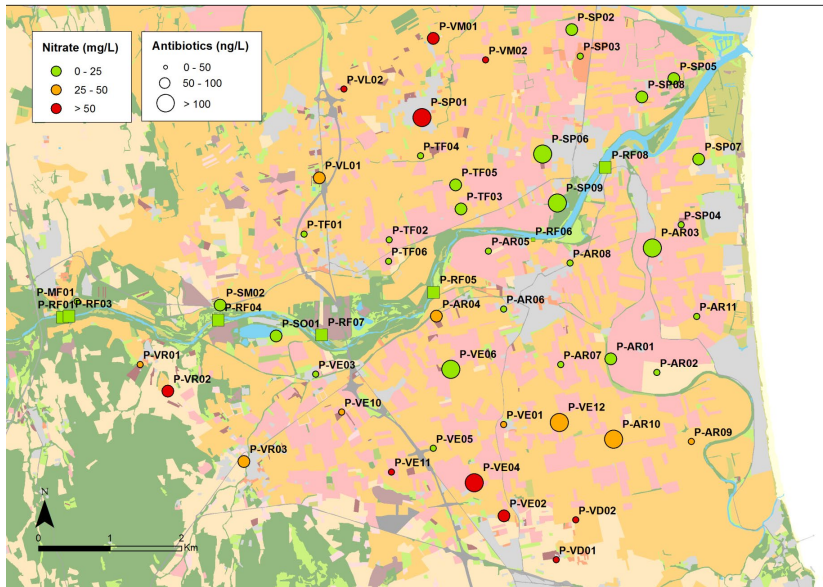 Nitrate (mg/L)
0 - 25
25 - 50
> 50
Antibiotics (ng/L)
0 - 50
50 - 100
> 100
P-VM01
P-SP02
P-VM02
P-SP03
P-VL02
P-SP05
P-SP08
P-SP01
P-TF04
P-SP06
P-RF08
P-SP07
P-VL01
P-TF05
P-SP09
P-TF03
P-SP04
P-TF01
P-TF02
P-RF06
P-AR03
P-AR05
P-TF06
P-AR08
P-MF01
P-RF01
P-RF03
P-SM02
P-RF04
P-RF05
P-AR04
P-AR06
P-AR11
P-SO01
P-RF07
P-VR01
P-VE03
P-VE06
P-AR07
P-AR01
P-AR02
P-VR02
P-VE10
P-VE01
P-VE12
P-AR10
P-AR09
P-VR03
P-VE05
P-VE11
P-VE04
P-VE02
P-VD02
P-VD01
N
0 1 2
Km